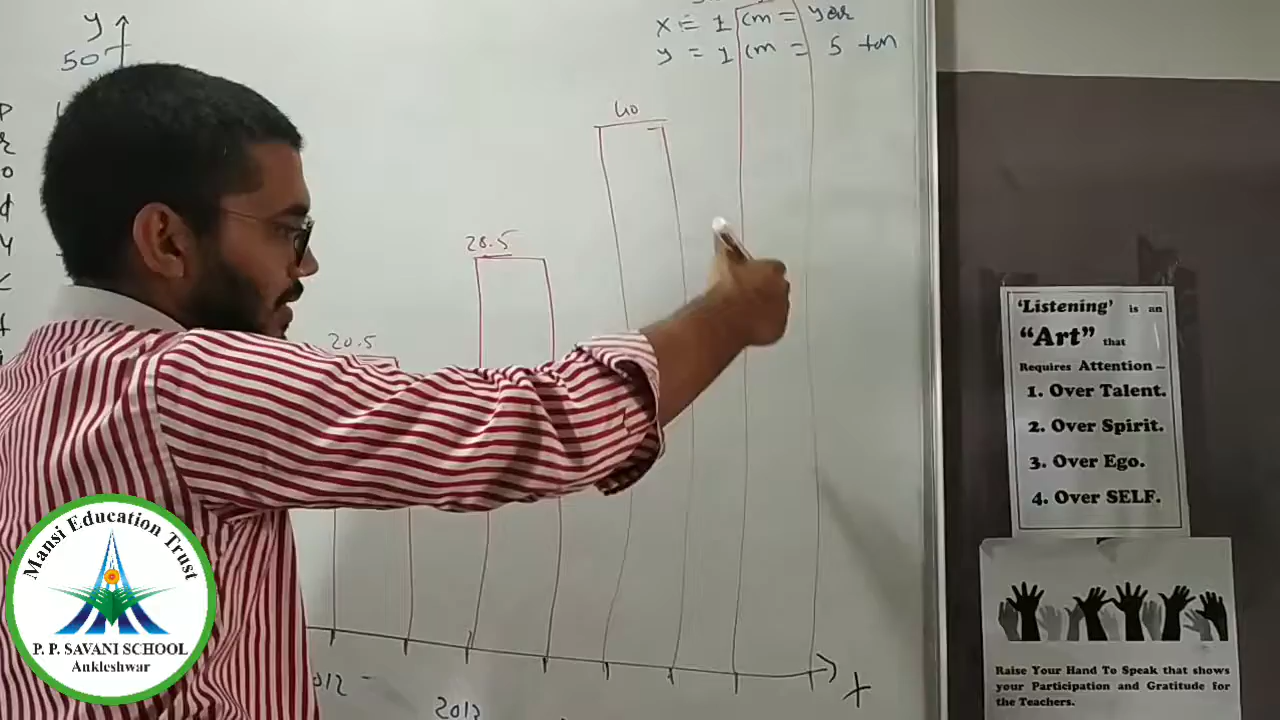 y
50
x = 1 cm = year
y = 1 cm = 5 ton
P
r
o
d
y
c
t
i
40
28.5
20.5
2012
2013
x
'Listening' is an
"Art" that
Requires Attention –
1. Over Talent.
2. Over Spirit.
3. Over Ego.
4. Over SELF.
Raise Your Hand To Speak that shows
your Participation and Gratitude for
the Teachers.
Mansi Education Trust
P. P. SAVANI SCHOOL
Ankleshwar